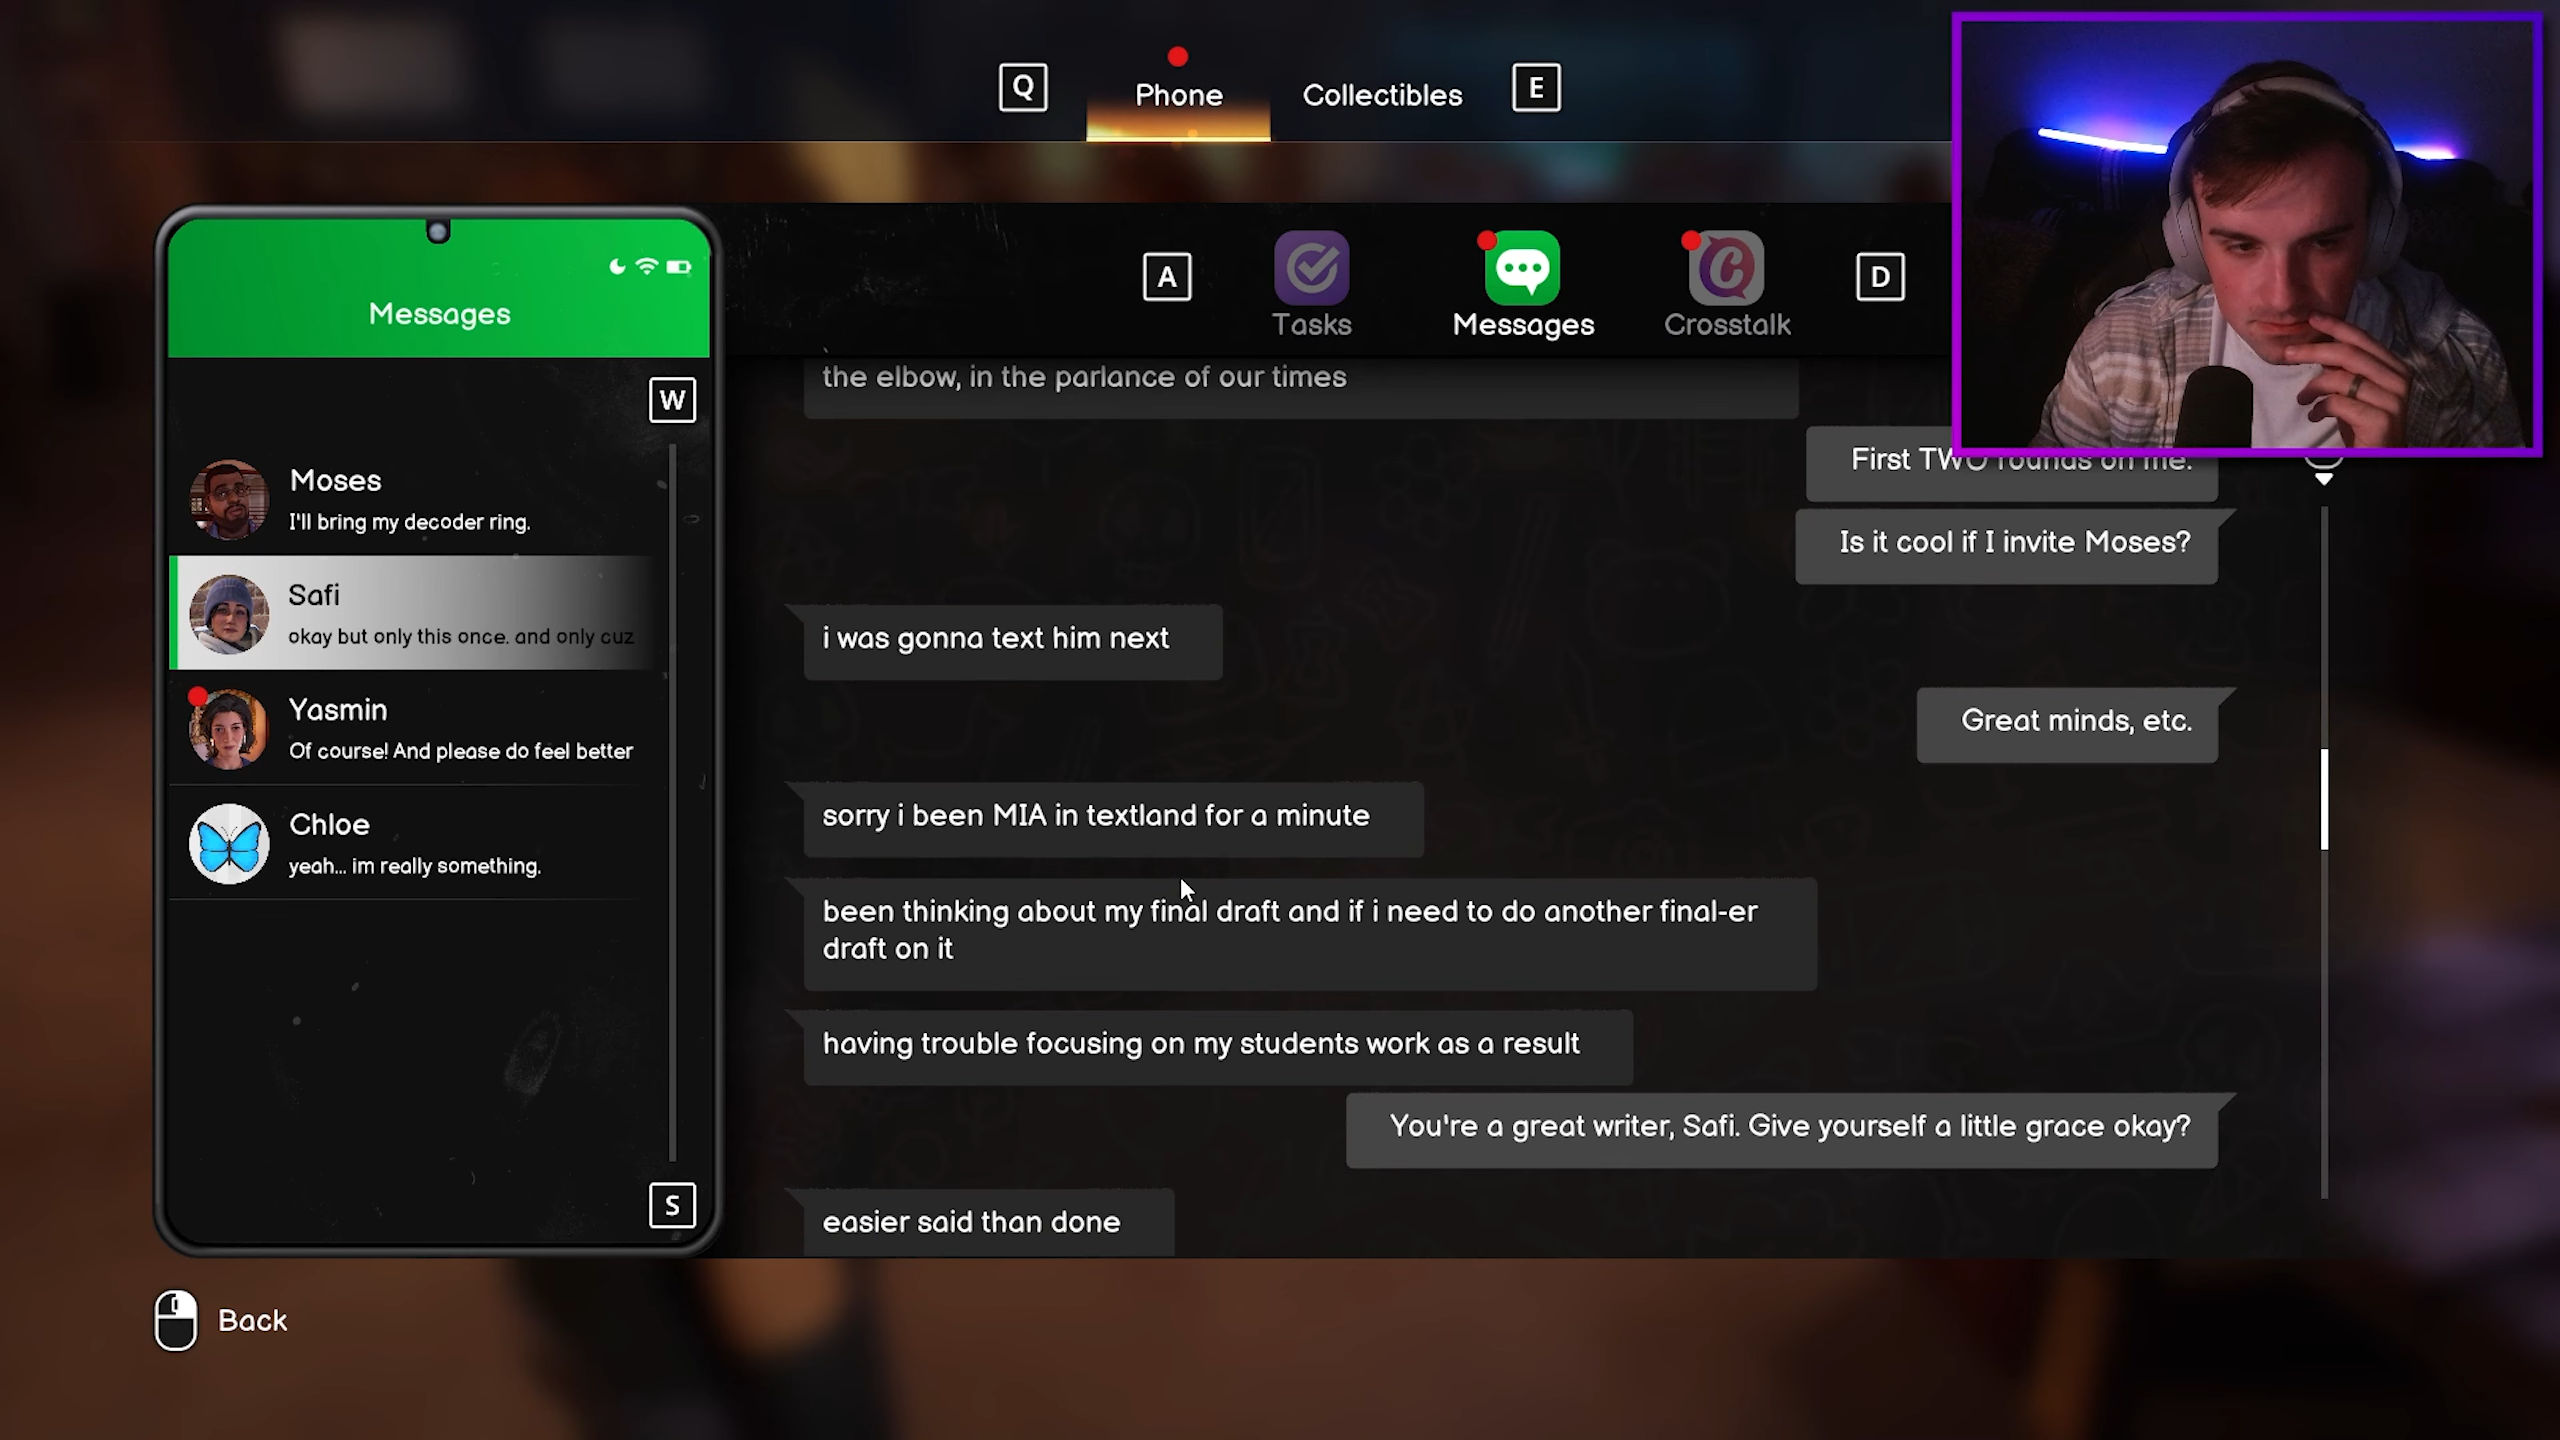 Q
Phone
Collectibles
E
Messages
A
Tasks
Messages
Crosstalk
D
W
Moses
I'll bring my decoder ring.
Safi
okay but only this once. and only cuz
Yasmin
Of course! And please do feel better
Chloe
yeah... im really something.
S
the elbow, in the parlance of our times
First TWO rounds on me.
Is it cool if I invite Moses?
i was gonna text him next
Great minds, etc.
sorry i been MIA in textland for a minute
been thinking about my final draft and if i need to do another final-er
draft on it
having trouble focusing on my students work as a result
You're a great writer, Safi. Give yourself a little grace okay?
easier said than done
Back